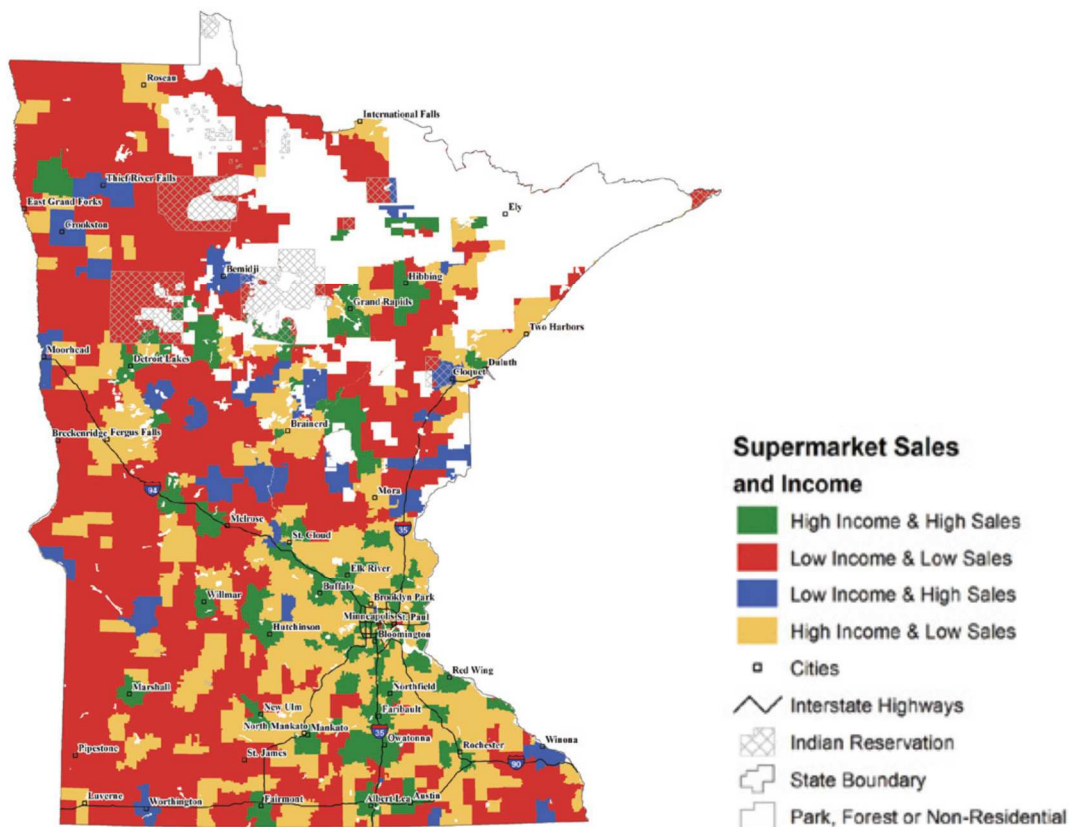 Roseau
International Falls
Thief River Falls
East Grand Forks
Ely
Crookston
Bemidji
Hibbing
Grand Rapids
Two Harbors
Moorhead
Detroit Lakes
Duluth
Cloquet
Brainerd
Breckenridge
Fergus Falls
94
Mora
Melrose
35
St. Cloud
Elk River
Buffalo
Willmar
Brooklyn Park
Minneapolis
St. Paul
Hutchinson
Bloomington
Red Wing
Marshall
Northfield
New Ulm
Faribault
North Mankato
Mankato
35
Owatonna
Winona
Pipestone
St. James
Rochester
90
Luverne
Worthington
Fairmont
Albert Lea
Austin
Supermarket Sales
and Income
High Income & High Sales
Low Income & Low Sales
Low Income & High Sales
High Income & Low Sales
Cities
Interstate Highways
Indian Reservation
State Boundary
Park, Forest or Non-Residential